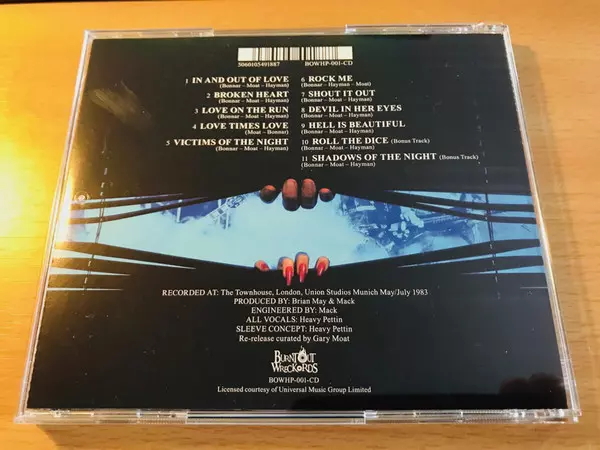 5060105491887
BOWHP-001-CD
1 IN AND OUT OF LOVE
(Bonnar – Moat – Hayman)
2 BROKEN HEART
(Bonnar – Moat – Hayman)
3 LOVE ON THE RUN
(Bonnar – Moat – Hayman)
4 LOVE TIMES LOVE
(Moat – Bonnar)
5 VICTIMS OF THE NIGHT
(Bonnar – Moat – Hayman)
6 ROCK ME
(Bonnar – Hayman – Moat)
7 SHOUT IT OUT
(Bonnar – Moat – Hayman)
8 DEVIL IN HER EYES
(Bonnar – Moat – Hayman)
9 HELL IS BEAUTIFUL
(Bonnar – Moat – Hayman)
10 ROLL THE DICE (Bonus Track)
(Bonnar – Moat – Hayman)
11 SHADOWS OF THE NIGHT (Bonus Track)
(Bonnar – Moat – Hayman)
RECORDED AT: The Townhouse, London, Union Studios Munich May/July 1983
PRODUCED BY: Brian May & Mack
ENGINEERED BY: Mack
ALL VOCALS: Heavy Pettin
SLEEVE CONCEPT: Heavy Pettin
Re-release curated by Gary Moat
BURNTOUT
WRECKORDS
BOWHP-001-CD
Licensed courtesy of Universal Music Group Limited